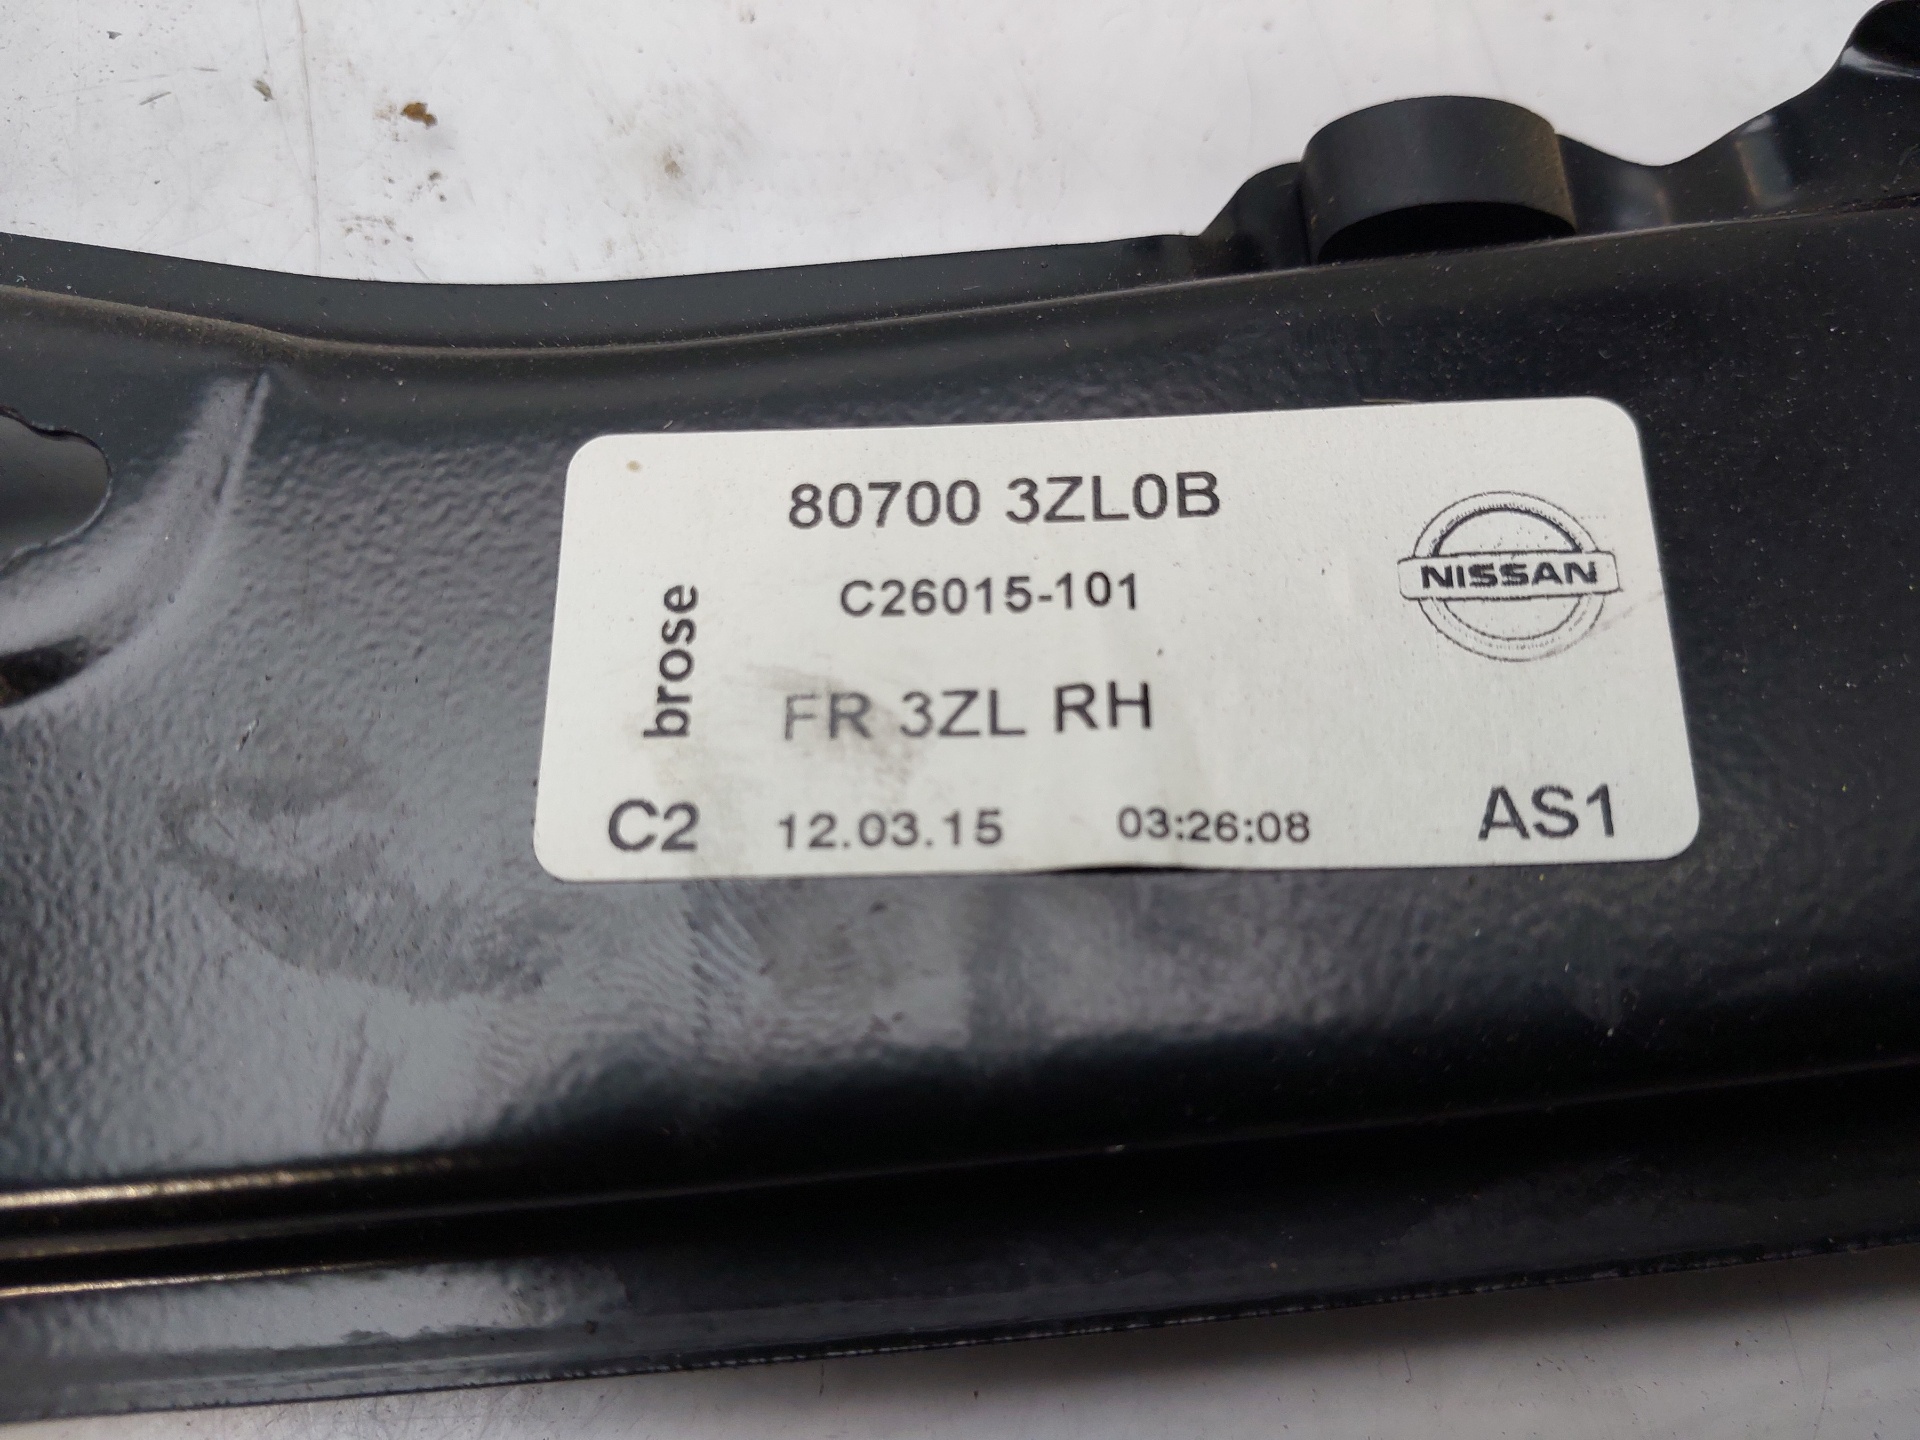 80700 3ZL0B
C26015-101
NISSAN
brose
FR 3ZL RH
C2 12.03.15 03:26:08 AS1